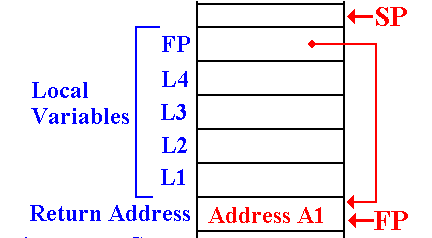 SP
FP
L4
Local
Variables
L3
L2
L1
Return Address
Address A1
FP